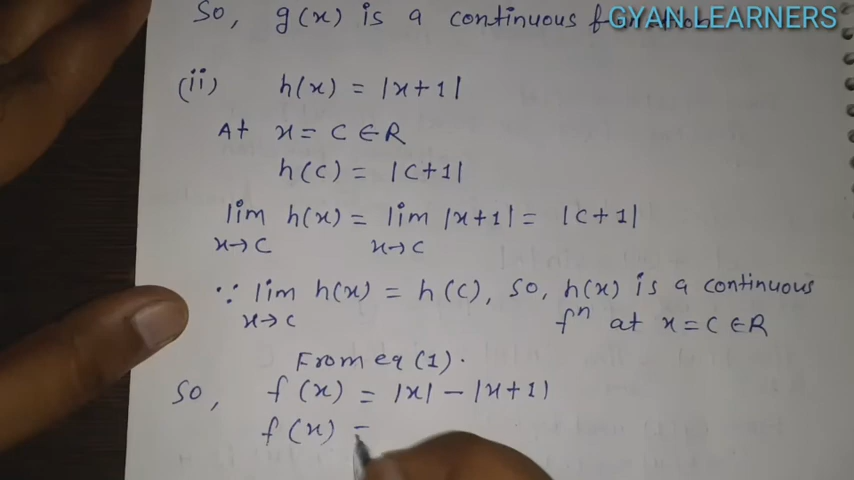 So, g(x) is a continuous
GYAN LEARNERS
(ii) h(x) = |x+1|
At x = C ∈ R
h(c) = |c+1|
lim h(x) = lim |x+1| = |c+1|
x→c x→c
∵ lim h(x) = h(c), so, h(x) is a continuous
x→c fⁿ at x = C ∈ R
From eq (1).
So, f(x) = |x| - |x+1|
f(x) =